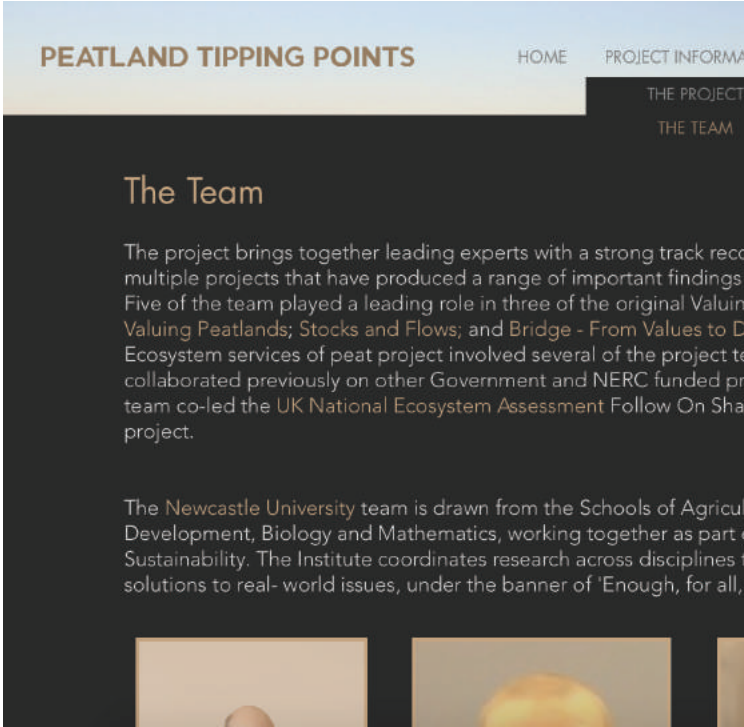 PEATLAND TIPPING POINTS
HOME
PROJECT INFORMA
THE PROJECT
THE TEAM
The Team
The project brings together leading experts with a strong track reco
multiple projects that have produced a range of important findings
Five of the team played a leading role in three of the original Valuin
Valuing Peatlands; Stocks and Flows; and Bridge - From Values to D
Ecosystem services of peat project involved several of the project te
collaborated previously on other Government and NERC funded pr
team co-led the UK National Ecosystem Assessment Follow On Sha
project.
The Newcastle University team is drawn from the Schools of Agricul
Development, Biology and Mathematics, working together as part o
Sustainability. The Institute coordinates research across disciplines t
solutions to real- world issues, under the banner of 'Enough, for all,